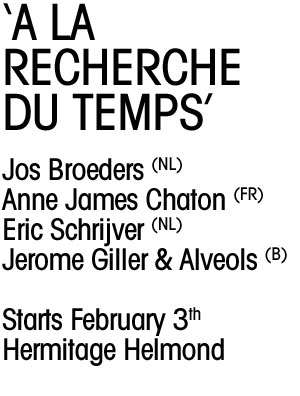 ‘A LA
RECHERCHE
DU TEMPS’
Jos Broeders (NL)
Anne James Chaton (FR)
Eric Schrijver (NL)
Jerome Giller & Alveols (B)
Starts February 3th
Hermitage Helmond